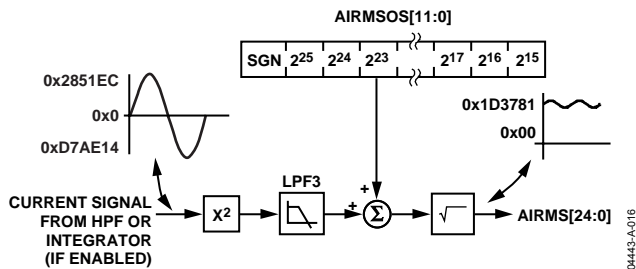 AIRMSOS[11:0]
SGN 2^25 2^24 2^23 2^17 2^16 2^15
0x2851EC
0x0
0xD7AE14
0x1D3781
0x00
LPF3
CURRENT SIGNAL
FROM HPF OR
INTEGRATOR
(IF ENABLED)
X^2
+
+
Σ
√
AIRMS[24:0]
04443-A-016